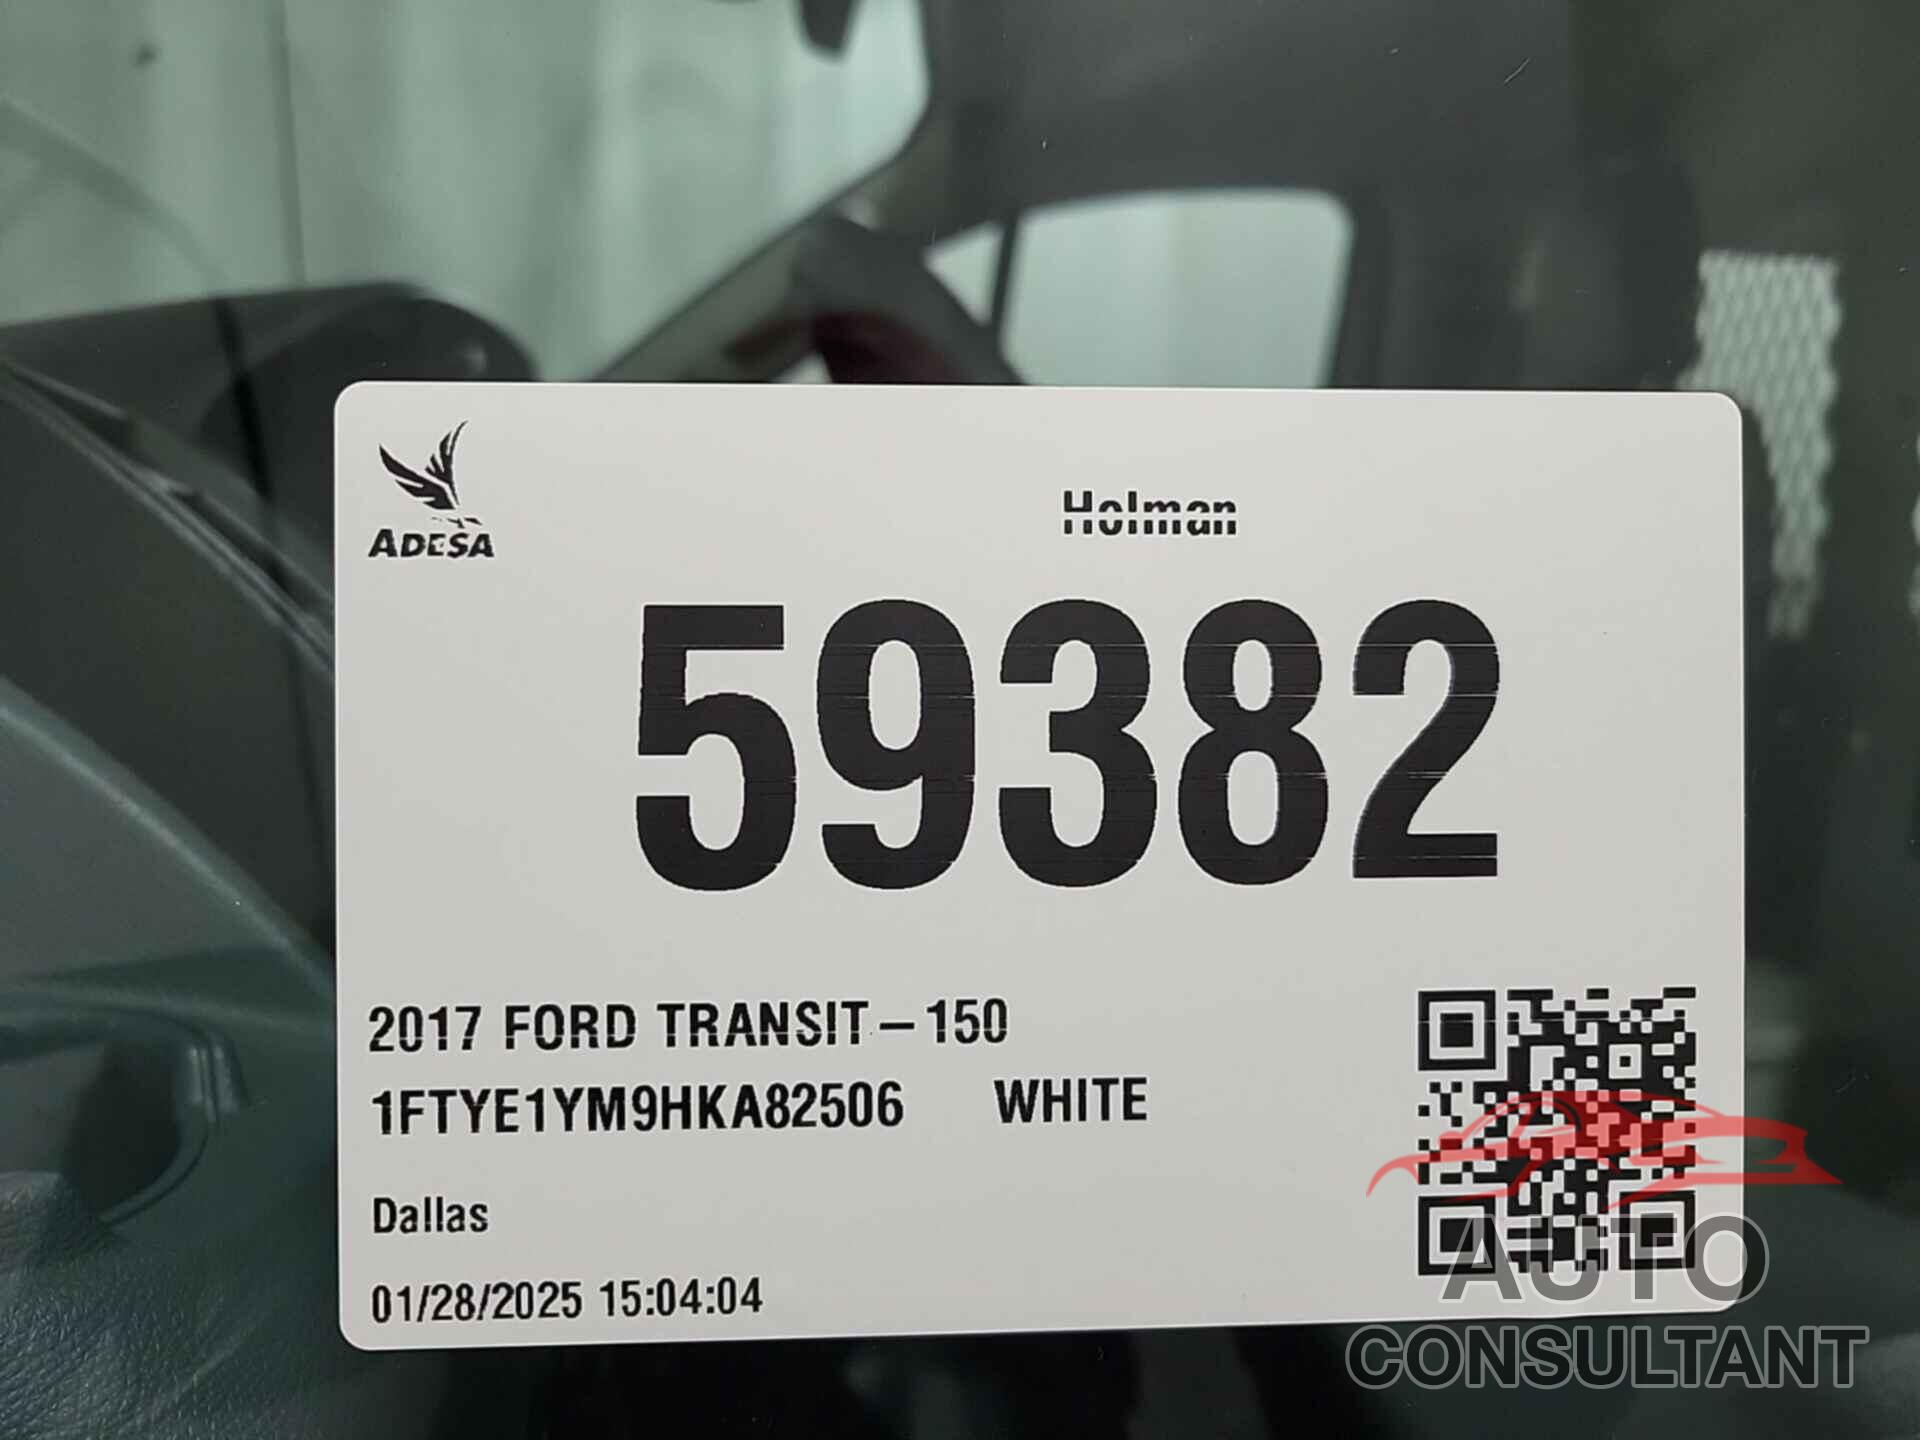 ADESA
Holman
59382
2017 FORD TRANSIT-150
1FTYE1YM9HKA82506 WHITE
Dallas
01/28/2025 15:04:04
AUTO
CONSULTANT